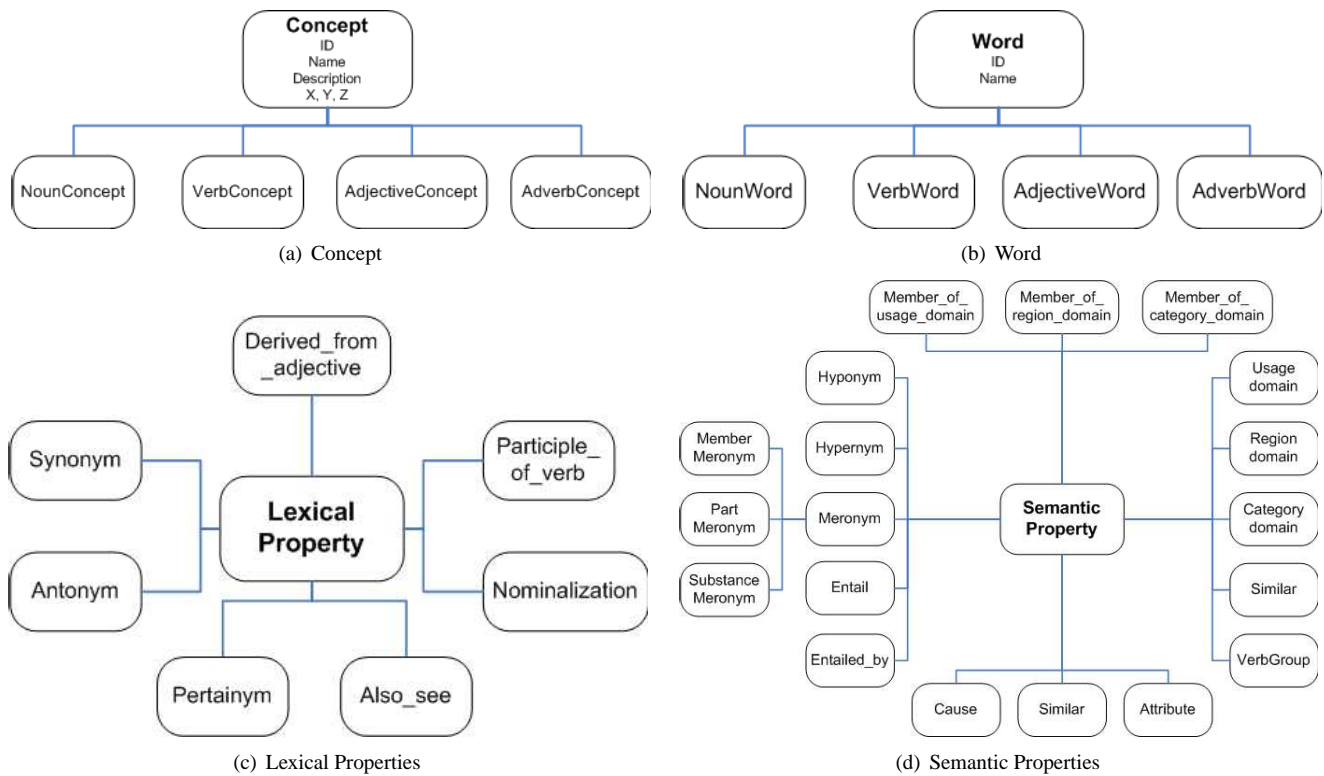 Concept
ID
Name
Description
X, Y, Z
NounConcept
VerbConcept
AdjectiveConcept
AdverbConcept
(a) Concept
Word
ID
Name
NounWord
VerbWord
AdjectiveWord
AdverbWord
(b) Word
Derived_from
_adjective
Synonym
Participle_
of_verb
Lexical
Property
Antonym
Nominalization
Pertainym
Also_see
(c) Lexical Properties
Member_of_
usage_domain
Member_of_
region_domain
Member_of_
category_domain
Hyponym
Usage
domain
Member
Meronym
Hypernym
Region
domain
Part
Meronym
Meronym
Semantic
Property
Category
domain
Substance
Meronym
Entail
Similar
Entailed_by
VerbGroup
Cause
Similar
Attribute
(d) Semantic Properties